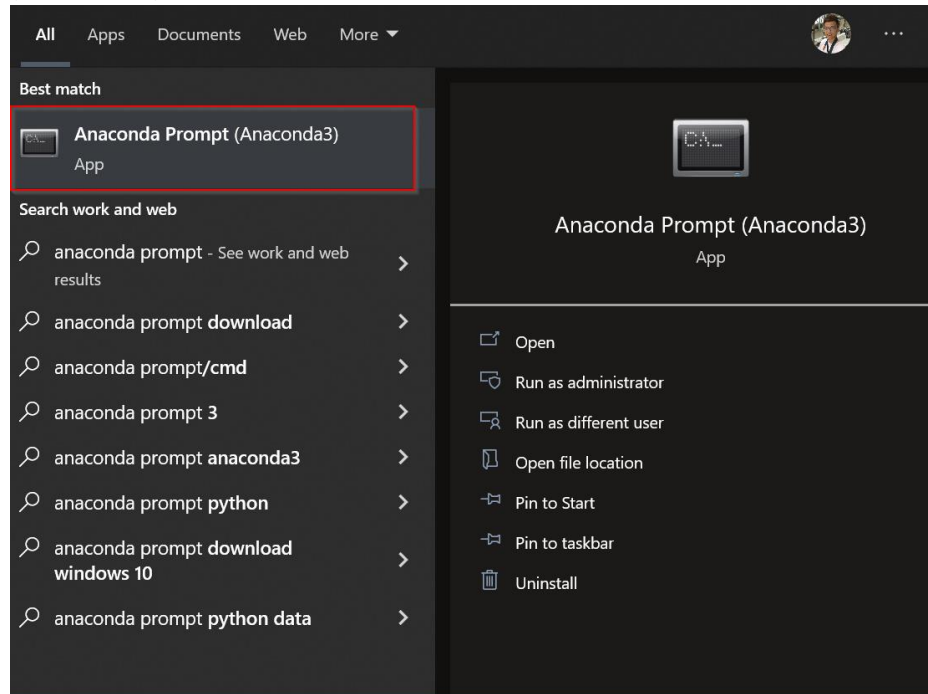 All Apps Documents Web More
Best match
Anaconda Prompt (Anaconda3)
App
Search work and web
anaconda prompt - See work and web
results
anaconda prompt download
anaconda prompt/cmd
anaconda prompt 3
anaconda prompt anaconda3
anaconda prompt python
anaconda prompt download
windows 10
anaconda prompt python data
C:\_
Anaconda Prompt (Anaconda3)
App
Open
Run as administrator
Run as different user
Open file location
Pin to Start
Pin to taskbar
Uninstall